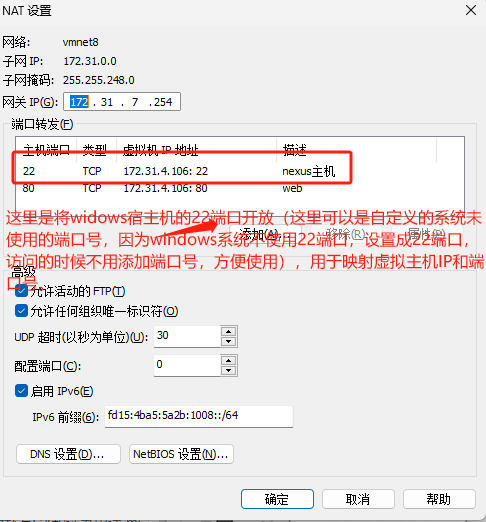 NAT 设置
网络: vmnet8
子网 IP: 172.31.0.0
子网掩码: 255.255.248.0
网关 IP(G): 172 . 31 . 7 .254
端口转发(F)
主机端口 类型 虚拟机 IP 地址 描述
22 TCP 172.31.4.106: 22 nexus主机
80 TCP 172.31.4.106: 80 web
这里是将widows宿主机的22端口开放（这里可以是自定义的系统未
添加(A)... 移除(R) 属性(P)
使用的端口号，因为windows系统不使用22端口，设置成22端口，
访问的时候不用添加端口号，方便使用），用于映射虚拟主机IP和端
高级
口号。
允许活动的 FTP(T)
允许任何组织唯一标识符(O)
UDP 超时(以秒为单位)(U): 30
配置端口(C): 0
启用 IPv6(E)
IPv6 前缀(6): fd15:4ba5:5a2b:1008::/64
DNS 设置(D)... NetBIOS 设置(N)...
确定 取消 帮助